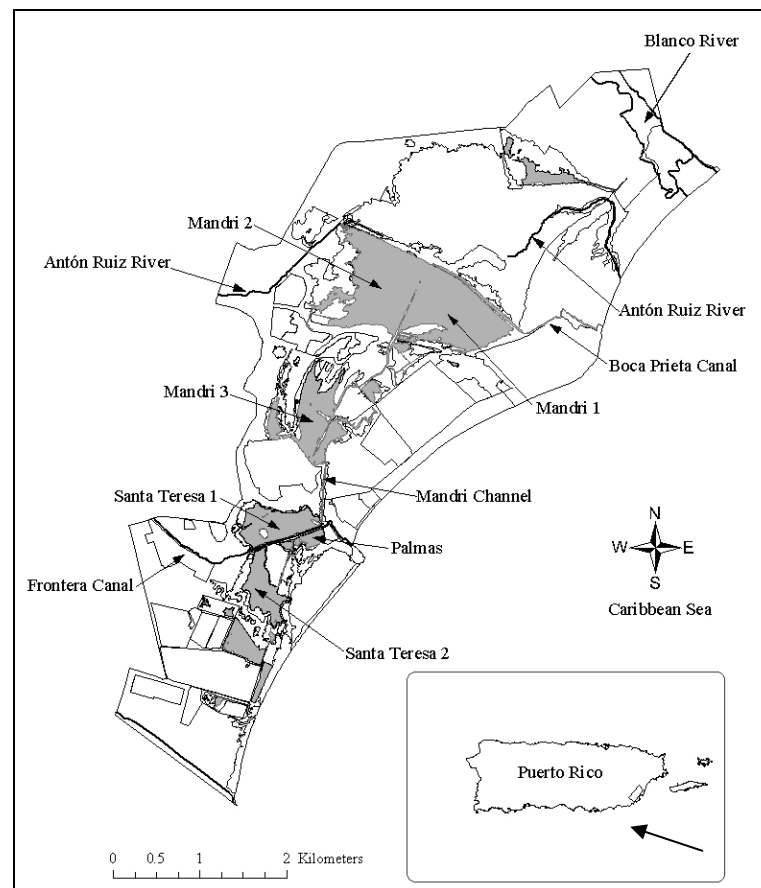 Blanco River
Mandri 2
Antón Ruiz River
Antón Ruiz River
Boca Prieta Canal
Mandri 3
Mandri 1
Santa Teresa 1
Mandri Channel
Palmas
Frontera Canal
Santa Teresa 2
N
W E
S
Caribbean Sea
Puerto Rico
0 0.5 1 2 Kilometers